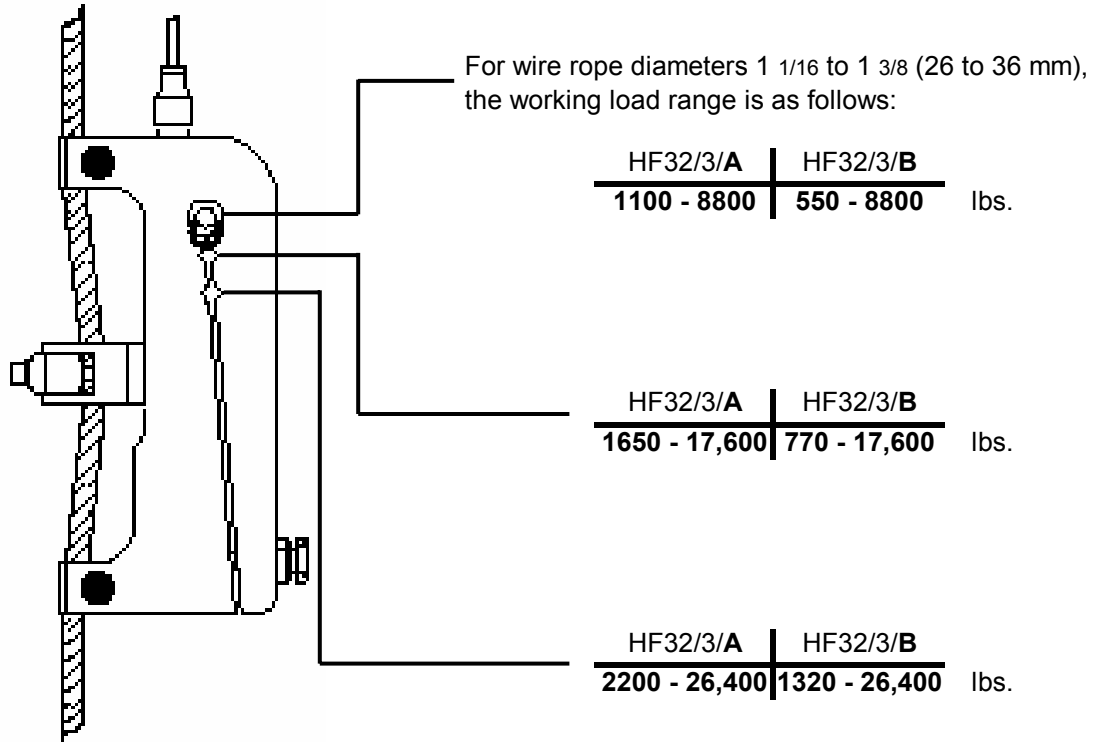 For wire rope diameters 1 1/16 to 1 3/8 (26 to 36 mm),
the working load range is as follows:
HF32/3/A HF32/3/B
1100 - 8800 550 - 8800 lbs.
HF32/3/A HF32/3/B
1650 - 17,600 770 - 17,600 lbs.
HF32/3/A HF32/3/B
2200 - 26,400 1320 - 26,400 lbs.